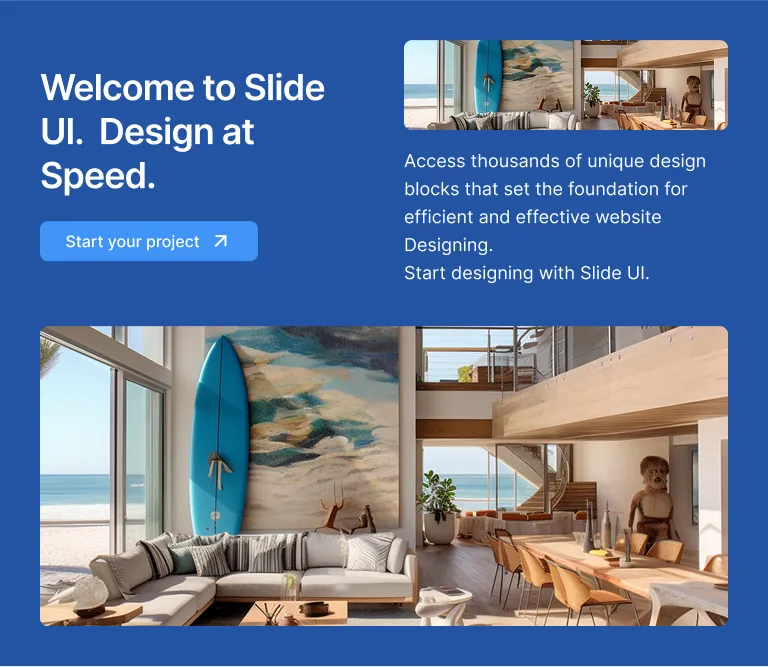 Welcome to Slide
UI.  Design at
Speed.
Start your project
Access thousands of unique design
blocks that set the foundation for
efficient and effective website
Designing.
Start designing with Slide UI.